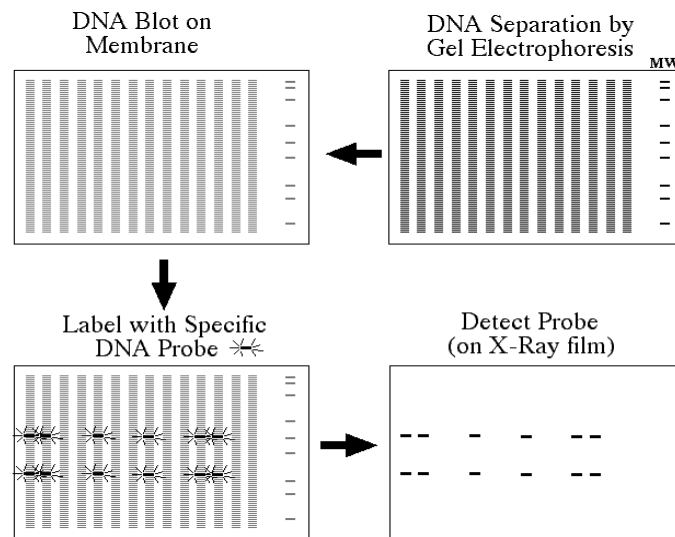 DNA Blot on
Membrane
DNA Separation by
Gel Electrophoresis
MW
Label with Specific
DNA Probe
Detect Probe
(on X-Ray film)